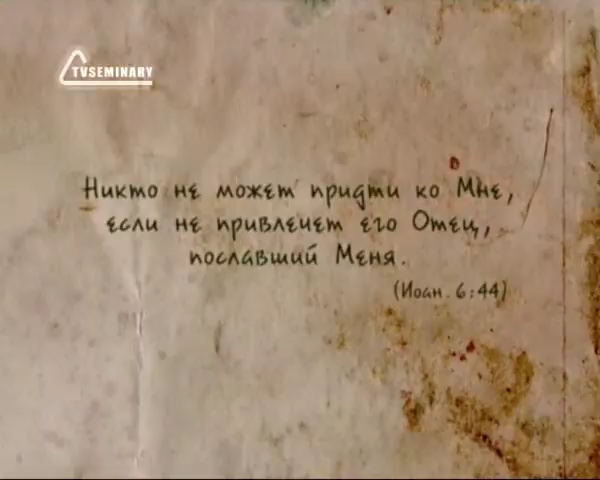 TVSEMINARY
Никто не может придти ко Мне,
если не привлечет его Отец,
пославший Меня.
(Иоан. 6:44)